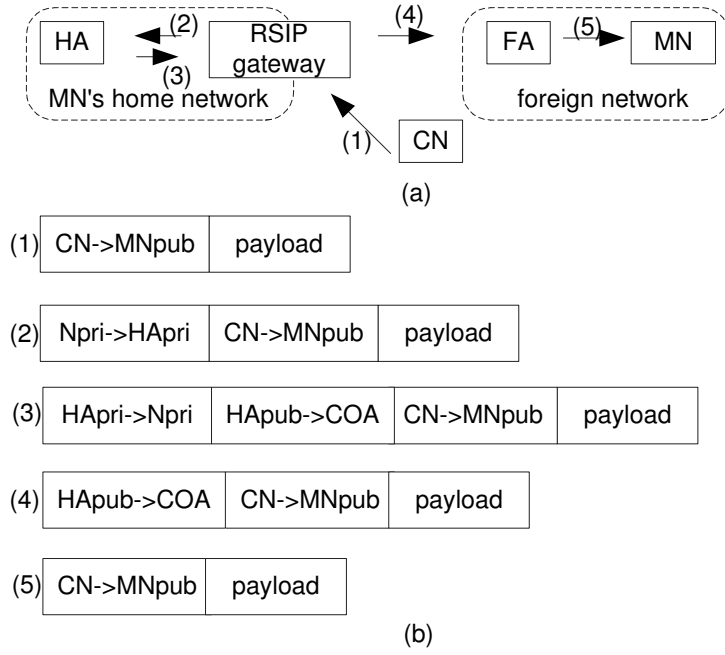 (2)
(4)
(5)
HA
RSIP
gateway
FA
MN
(3)
MN's home network
foreign network
(1)
CN
(a)
(1) CN->MNpub payload
(2) Npri->HApri CN->MNpub payload
(3) HApri->Npri HApub->COA CN->MNpub payload
(4) HApub->COA CN->MNpub payload
(5) CN->MNpub payload
(b)